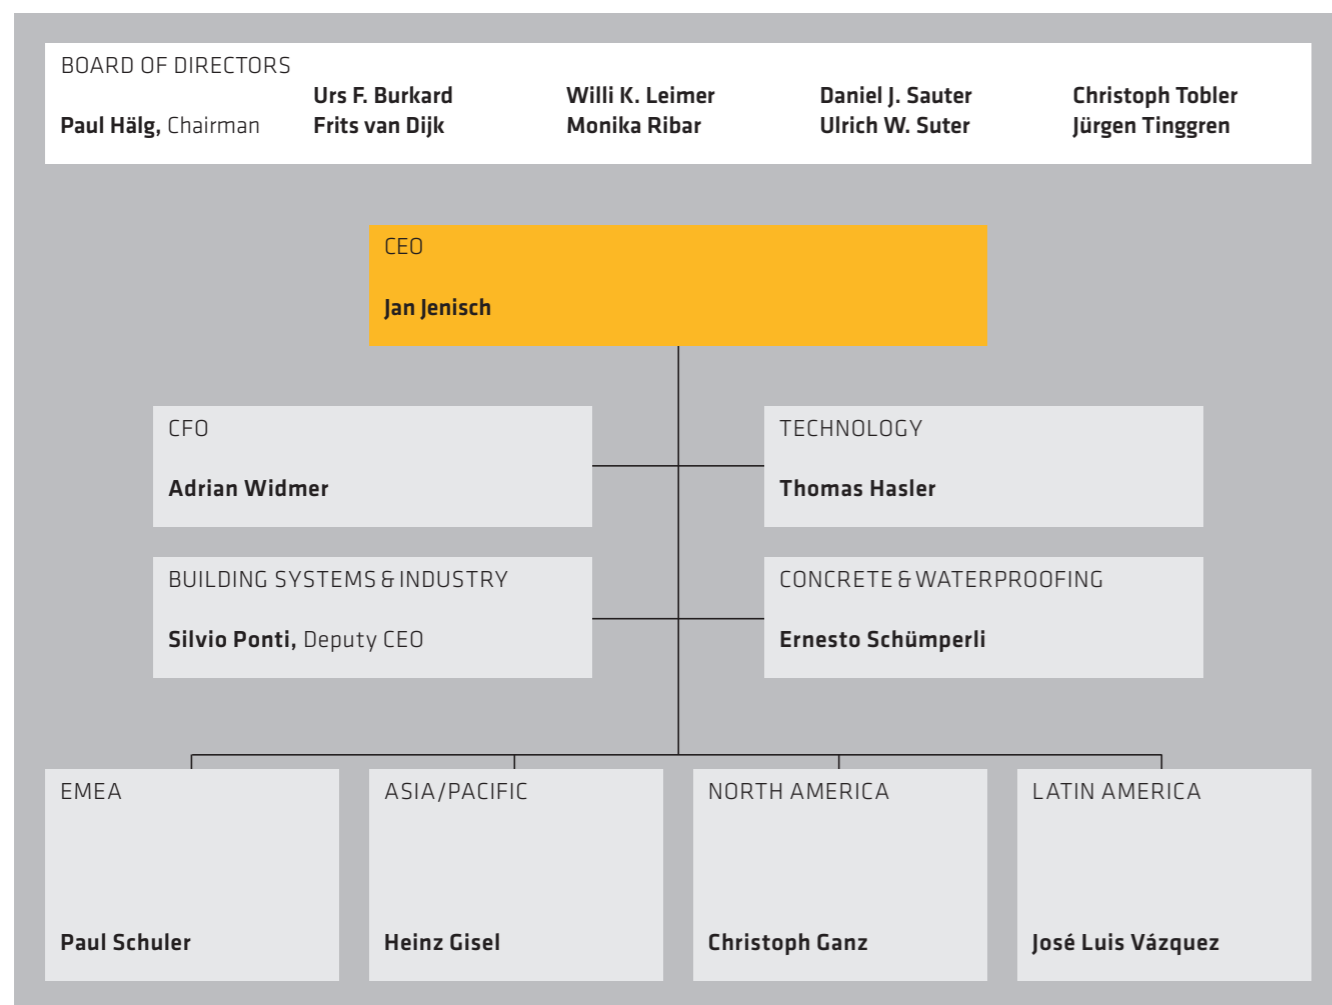 BOARD OF DIRECTORS
Urs F. Burkard Willi K. Leimer Daniel J. Sauter Christoph Tobler
Paul Hälg, Chairman Frits van Dijk Monika Ribar Ulrich W. Suter Jürgen Tinggren
CEO
Jan Jenisch
CFO TECHNOLOGY
Adrian Widmer Thomas Hasler
BUILDING SYSTEMS & INDUSTRY CONCRETE & WATERPROOFING
Silvio Ponti, Deputy CEO Ernesto Schümperli
EMEA ASIA/PACIFIC NORTH AMERICA LATIN AMERICA
Paul Schuler Heinz Gisel Christoph Ganz José Luis Vázquez